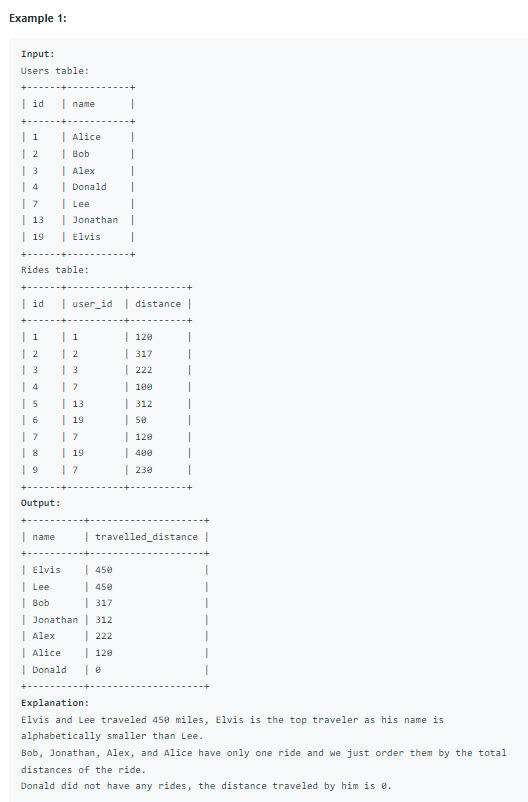 Example 1:
Input:
Users table:
+------+-----------+
| id   | name      |
+------+-----------+
| 1    | Alice     |
| 2    | Bob       |
| 3    | Alex      |
| 4    | Donald    |
| 7    | Lee       |
| 13   | Jonathan  |
| 19   | Elvis     |
+------+-----------+
Rides table:
+------+----------+----------+
| id   | user_id  | distance |
+------+----------+----------+
| 1    | 1        | 120      |
| 2    | 2        | 317      |
| 3    | 3        | 222      |
| 4    | 7        | 100      |
| 5    | 13       | 312      |
| 6    | 19       | 50       |
| 7    | 7        | 120      |
| 8    | 19       | 400      |
| 9    | 7        | 230      |
+------+----------+----------+
Output:
+----------+--------------------+
| name     | travelled_distance |
+----------+--------------------+
| Elvis    | 450                |
| Lee      | 450                |
| Bob      | 317                |
| Jonathan | 312                |
| Alex     | 222                |
| Alice    | 120                |
| Donald   | 0                  |
+----------+--------------------+
Explanation:
Elvis and Lee traveled 450 miles, Elvis is the top traveler as his name is
alphabetically smaller than Lee.
Bob, Jonathan, Alex, and Alice have only one ride and we just order them by the total
distances of the ride.
Donald did not have any rides, the distance traveled by him is 0.